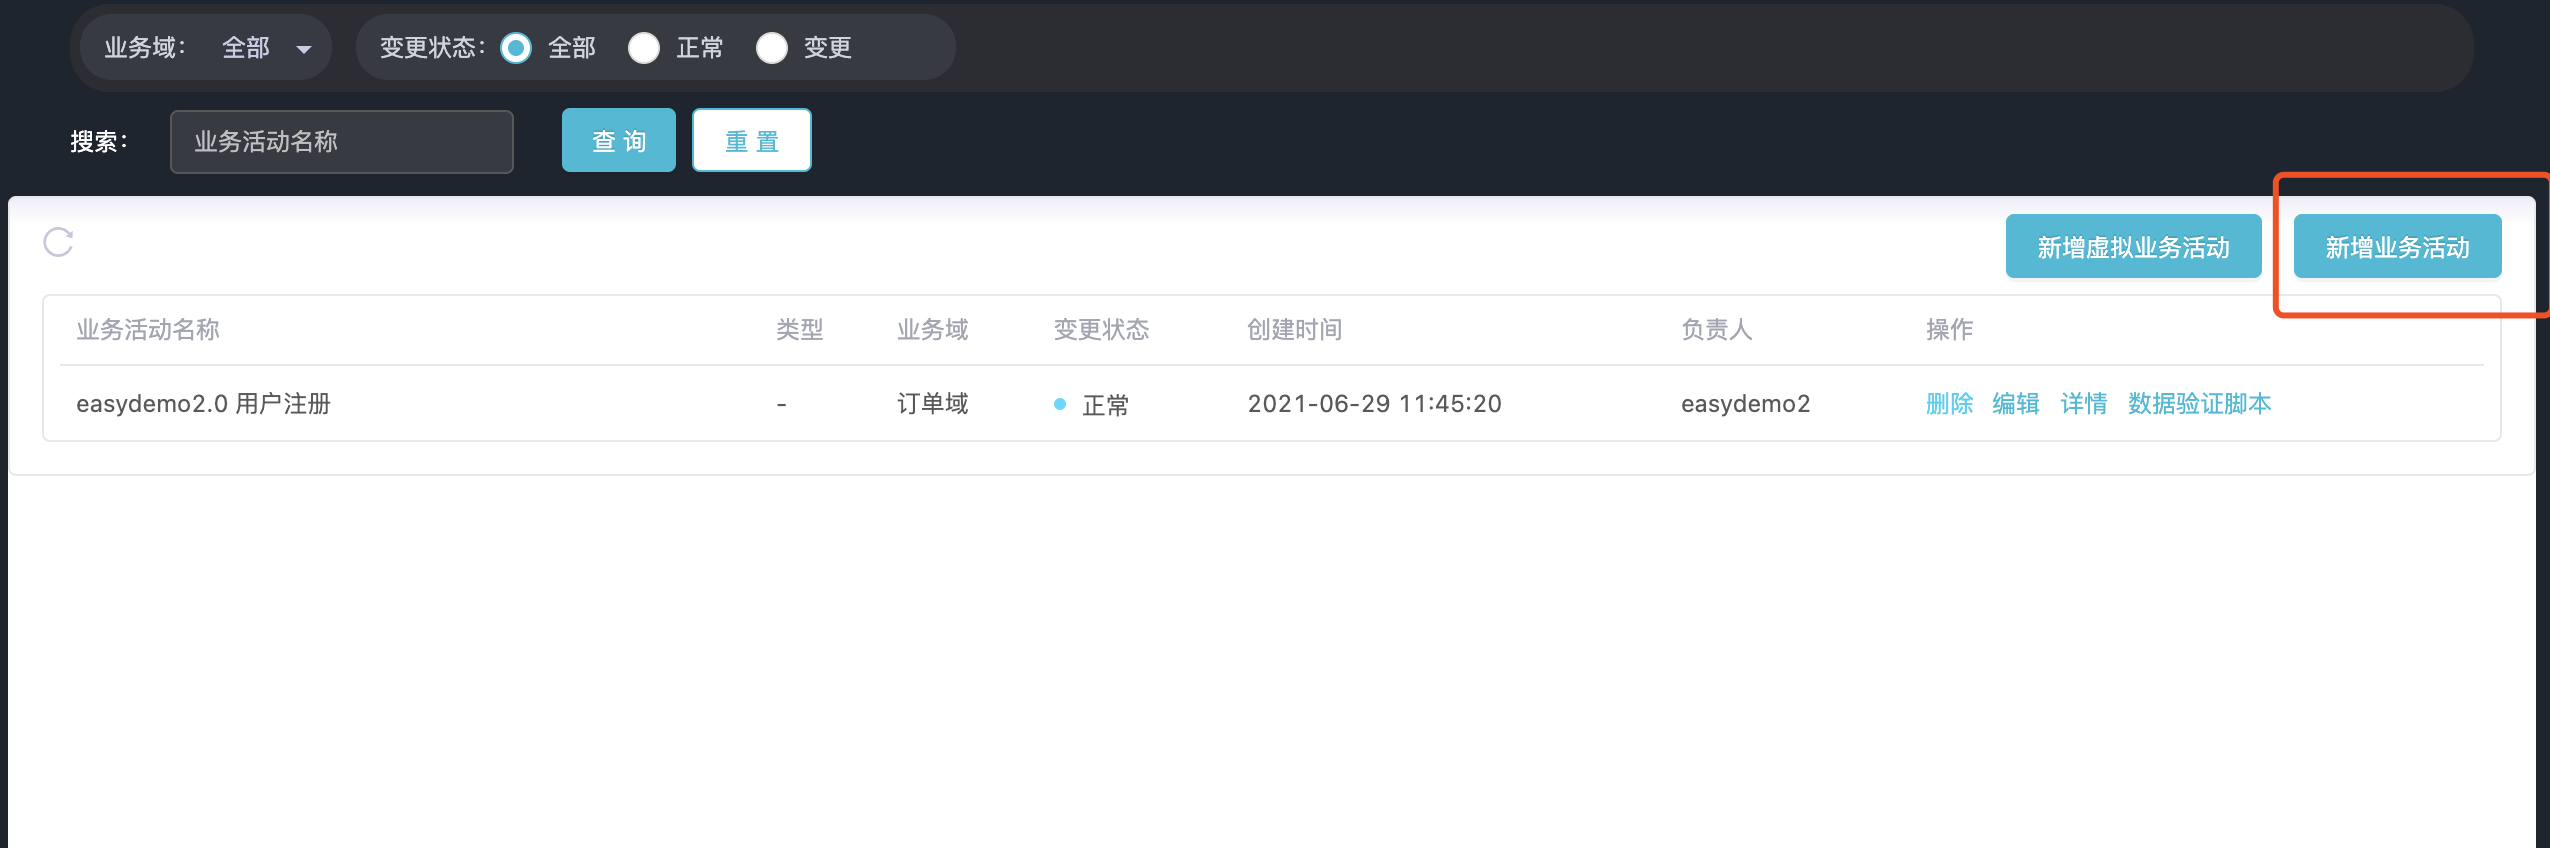 业务域： 全部 变更状态： 全部 正常 变更
搜索： 业务活动名称 查 询 重 置
新增虚拟业务活动 新增业务活动
业务活动名称 类型 业务域 变更状态 创建时间 负责人 操作
easydemo2.0 用户注册 - 订单域 正常 2021-06-29 11:45:20 easydemo2 删除 编辑 详情 数据验证脚本